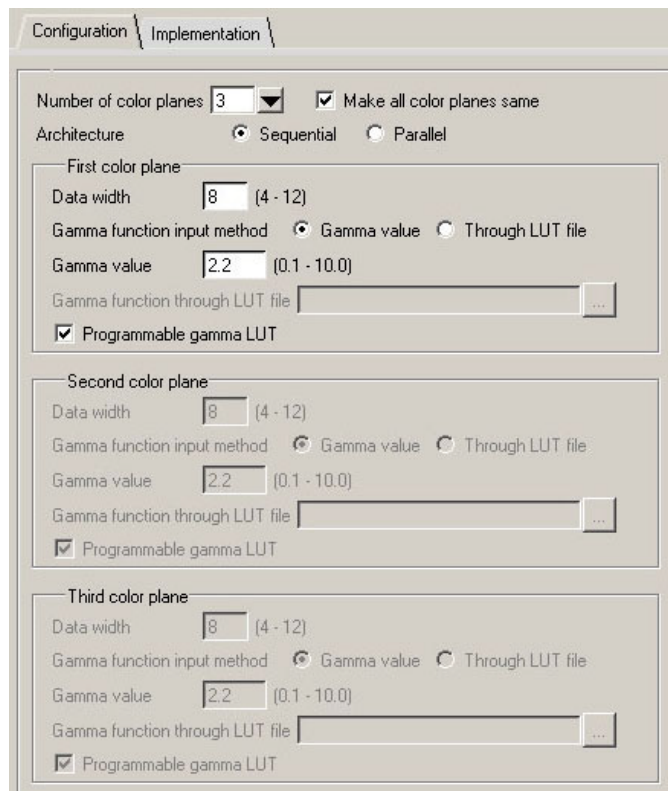 Configuration Implementation
Number of color planes 3 Make all color planes same
Architecture Sequential Parallel
First color plane
Data width 8 (4 - 12)
Gamma function input method Gamma value Through LUT file
Gamma value 2.2 (0.1 - 10.0)
Gamma function through LUT file ...
Programmable gamma LUT
Second color plane
Data width 8 (4 - 12)
Gamma function input method Gamma value Through LUT file
Gamma value 2.2 (0.1 - 10.0)
Gamma function through LUT file ...
Programmable gamma LUT
Third color plane
Data width 8 (4 - 12)
Gamma function input method Gamma value Through LUT file
Gamma value 2.2 (0.1 - 10.0)
Gamma function through LUT file ...
Programmable gamma LUT